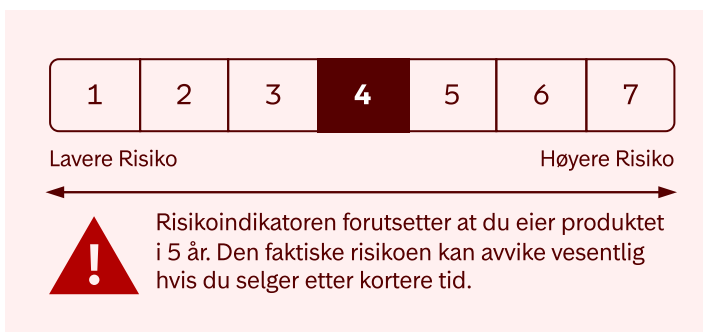 1 2 3 4 5 6 7
Lavere Risiko Høyere Risiko
!
Risikoindikatoren forutsetter at du eier produktet
i 5 år. Den faktiske risikoen kan avvike vesentlig
hvis du selger etter kortere tid.